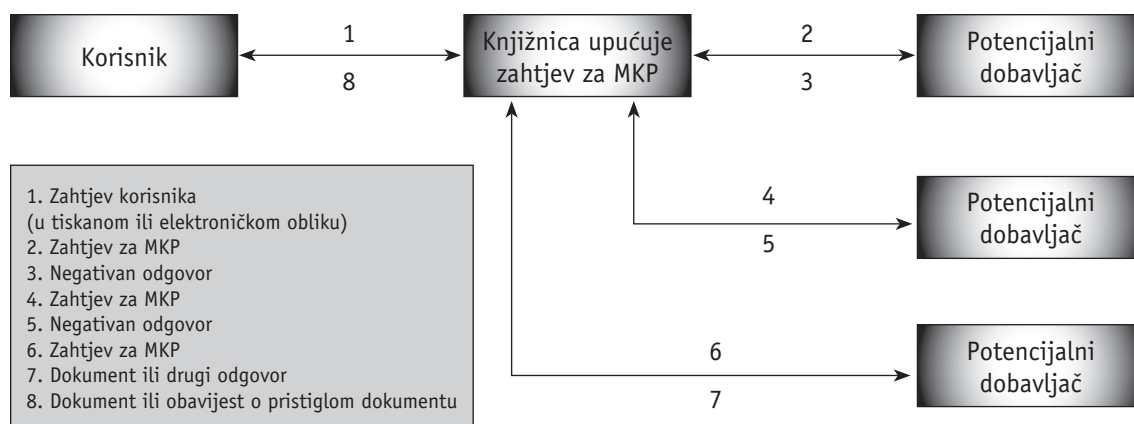 Korisnik
1
8
Knjižnica upućuje
zahtjev za MKP
2
3
Potencijalni
dobavljač
1. Zahtjev korisnika
(u tiskanom ili elektroničkom obliku)
2. Zahtjev za MKP
3. Negativan odgovor
4. Zahtjev za MKP
5. Negativan odgovor
6. Zahtjev za MKP
7. Dokument ili drugi odgovor
8. Dokument ili obavijest o pristiglom dokumentu
4
5
Potencijalni
dobavljač
6
7
Potencijalni
dobavljač